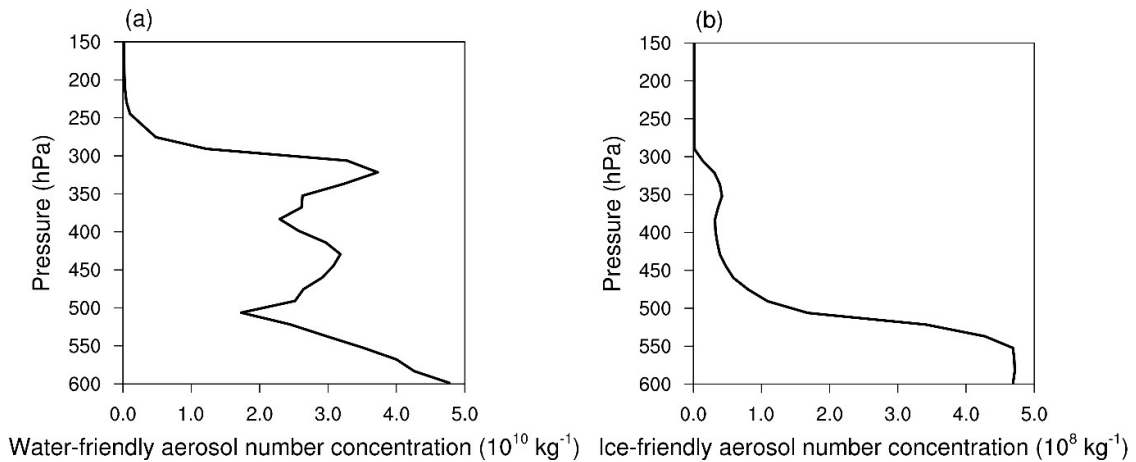 (a)
Pressure (hPa)
150
200
250
300
350
400
450
500
550
600
0.0 1.0 2.0 3.0 4.0 5.0
Water-friendly aerosol number concentration (10¹⁰ kg⁻¹)
(b)
Pressure (hPa)
150
200
250
300
350
400
450
500
550
600
0.0 1.0 2.0 3.0 4.0 5.0
Ice-friendly aerosol number concentration (10⁸ kg⁻¹)